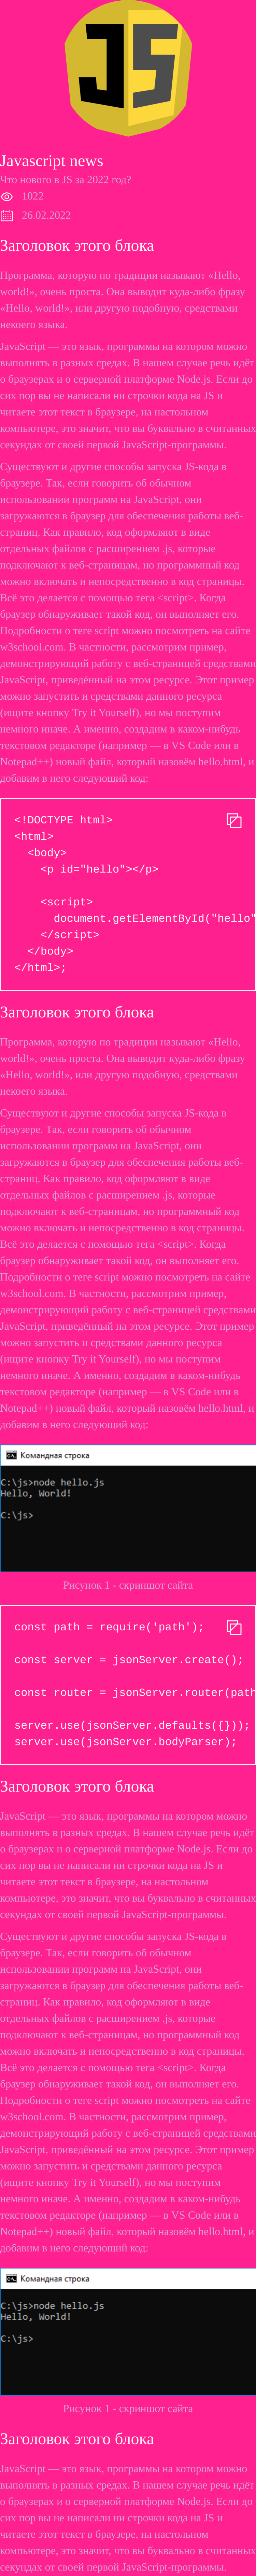 JS
Javascript news
Что нового в JS за 2022 год?
1022
26.02.2022
Заголовок этого блока
Программа, которую по традиции называют «Hello,
world!», очень проста. Она выводит куда-либо фразу
«Hello, world!», или другую подобную, средствами
некоего языка.
JavaScript — это язык, программы на котором можно
выполнять в разных средах. В нашем случае речь идёт
о браузерах и о серверной платформе Node.js. Если до
сих пор вы не написали ни строчки кода на JS и
читаете этот текст в браузере, на настольном
компьютере, это значит, что вы буквально в считанных
секундах от своей первой JavaScript-программы.
Существуют и другие способы запуска JS-кода в
браузере. Так, если говорить об обычном
использовании программ на JavaScript, они
загружаются в браузер для обеспечения работы веб-
страниц. Как правило, код оформляют в виде
отдельных файлов с расширением .js, которые
подключают к веб-страницам, но программный код
можно включать и непосредственно в код страницы.
Всё это делается с помощью тега <script>. Когда
браузер обнаруживает такой код, он выполняет его.
Подробности о теге script можно посмотреть на сайте
w3school.com. В частности, рассмотрим пример,
демонстрирующий работу с веб-страницей средствами
JavaScript, приведённый на этом ресурсе. Этот пример
можно запустить и средствами данного ресурса
(ищите кнопку Try it Yourself), но мы поступим
немного иначе. А именно, создадим в каком-нибудь
текстовом редакторе (например — в VS Code или в
Notepad++) новый файл, который назовём hello.html, и
добавим в него следующий код:
<!DOCTYPE html>
<html>
<body>
<p id="hello"></p>
<script>
document.getElementById("hello"
</script>
</body>
</html>;
Заголовок этого блока
Программа, которую по традиции называют «Hello,
world!», очень проста. Она выводит куда-либо фразу
«Hello, world!», или другую подобную, средствами
некоего языка.
Существуют и другие способы запуска JS-кода в
браузере. Так, если говорить об обычном
использовании программ на JavaScript, они
загружаются в браузер для обеспечения работы веб-
страниц. Как правило, код оформляют в виде
отдельных файлов с расширением .js, которые
подключают к веб-страницам, но программный код
можно включать и непосредственно в код страницы.
Всё это делается с помощью тега <script>. Когда
браузер обнаруживает такой код, он выполняет его.
Подробности о теге script можно посмотреть на сайте
w3school.com. В частности, рассмотрим пример,
демонстрирующий работу с веб-страницей средствами
JavaScript, приведённый на этом ресурсе. Этот пример
можно запустить и средствами данного ресурса
(ищите кнопку Try it Yourself), но мы поступим
немного иначе. А именно, создадим в каком-нибудь
текстовом редакторе (например — в VS Code или в
Notepad++) новый файл, который назовём hello.html, и
добавим в него следующий код:
Командная строка
C:\js>node hello.js
Hello, World!
C:\js>
Рисунок 1 - скриншот сайта
const path = require('path');
const server = jsonServer.create();
const router = jsonServer.router(path
server.use(jsonServer.defaults({}));
server.use(jsonServer.bodyParser);
Заголовок этого блока
JavaScript — это язык, программы на котором можно
выполнять в разных средах. В нашем случае речь идёт
о браузерах и о серверной платформе Node.js. Если до
сих пор вы не написали ни строчки кода на JS и
читаете этот текст в браузере, на настольном
компьютере, это значит, что вы буквально в считанных
секундах от своей первой JavaScript-программы.
Существуют и другие способы запуска JS-кода в
браузере. Так, если говорить об обычном
использовании программ на JavaScript, они
загружаются в браузер для обеспечения работы веб-
страниц. Как правило, код оформляют в виде
отдельных файлов с расширением .js, которые
подключают к веб-страницам, но программный код
можно включать и непосредственно в код страницы.
Всё это делается с помощью тега <script>. Когда
браузер обнаруживает такой код, он выполняет его.
Подробности о теге script можно посмотреть на сайте
w3school.com. В частности, рассмотрим пример,
демонстрирующий работу с веб-страницей средствами
JavaScript, приведённый на этом ресурсе. Этот пример
можно запустить и средствами данного ресурса
(ищите кнопку Try it Yourself), но мы поступим
немного иначе. А именно, создадим в каком-нибудь
текстовом редакторе (например — в VS Code или в
Notepad++) новый файл, который назовём hello.html, и
добавим в него следующий код:
Командная строка
C:\js>node hello.js
Hello, World!
C:\js>
Рисунок 1 - скриншот сайта
Заголовок этого блока
JavaScript — это язык, программы на котором можно
выполнять в разных средах. В нашем случае речь идёт
о браузерах и о серверной платформе Node.js. Если до
сих пор вы не написали ни строчки кода на JS и
читаете этот текст в браузере, на настольном
компьютере, это значит, что вы буквально в считанных
секундах от своей первой JavaScript-программы.